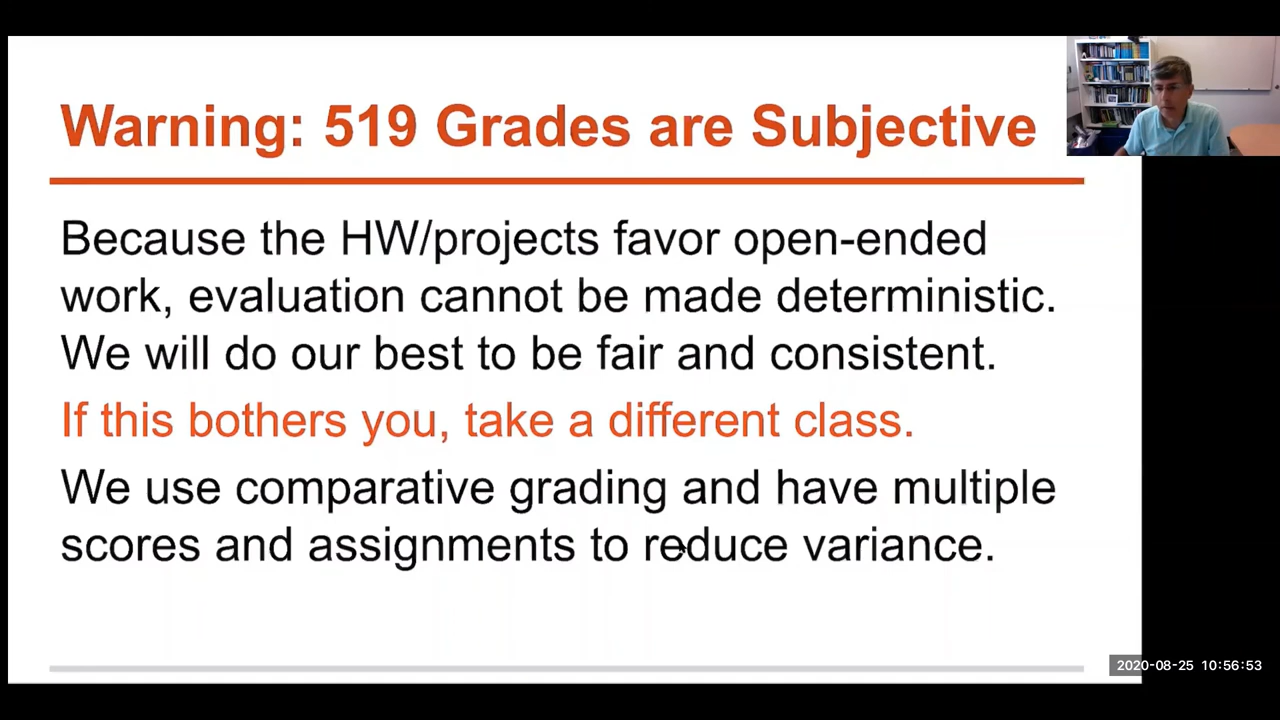 Warning: 519 Grades are Subjective
Because the HW/projects favor open-ended
work, evaluation cannot be made deterministic.
We will do our best to be fair and consistent.
If this bothers you, take a different class.
We use comparative grading and have multiple
scores and assignments to reduce variance.
2020-08-25 10:56:53